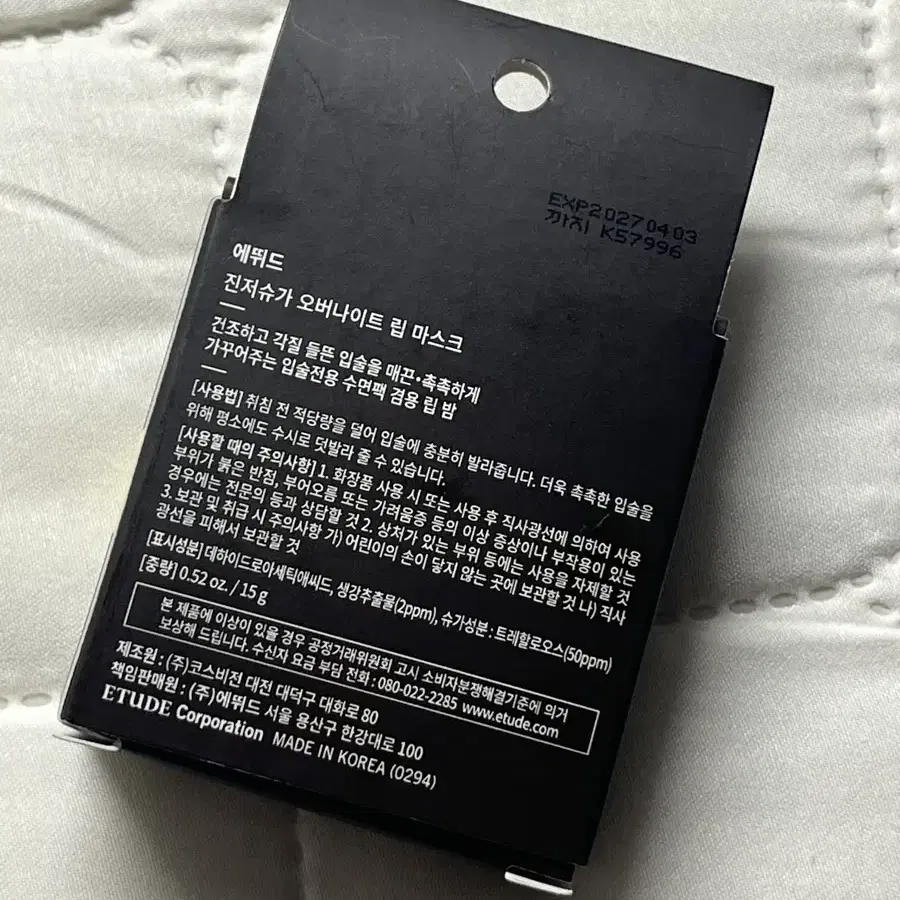 EXP20270403
까지 K57996
에뛰드
진저슈가 오버나이트 립 마스크
건조하고 각질 들뜬 입술을 매끈•촉촉하게
가꾸어주는 입술전용 수면팩 겸용 립 밤
[사용법] 취침 전 적당량을 덜어 입술에 충분히 발라줍니다. 더욱 촉촉한 입술을
위해 평소에도 수시로 덧발라 줄 수 있습니다.
[사용할 때의 주의사항] 1. 화장품 사용 시 또는 사용 후 직사광선에 의하여 사용
부위가 붉은 반점, 부어오름 또는 가려움증 등의 이상 증상이나 부작용이 있는
경우에는 전문의 등과 상담할 것 2. 상처가 있는 부위 등에는 사용을 자제할 것
3. 보관 및 취급 시 주의사항 가) 어린이의 손이 닿지 않는 곳에 보관할 것 나) 직사
광선을 피해서 보관할 것
[표시성분] 데하이드로아세틱애씨드, 생강추출물(2ppm), 슈가성분 : 트레할로오스(50ppm)
[중량] 0.52 oz. / 15 g
본 제품에 이상이 있을 경우 공정거래위원회 고시 소비자분쟁해결기준에 의거
보상해 드립니다. 수신자 요금 부담 전화 : 080-022-2285 www.etude.com
제조원 : (주)코스비전 대전 대덕구 대화로 80
책임판매원 : (주)에뛰드 서울 용산구 한강대로 100
ETUDE Corporation MADE IN KOREA (0294)